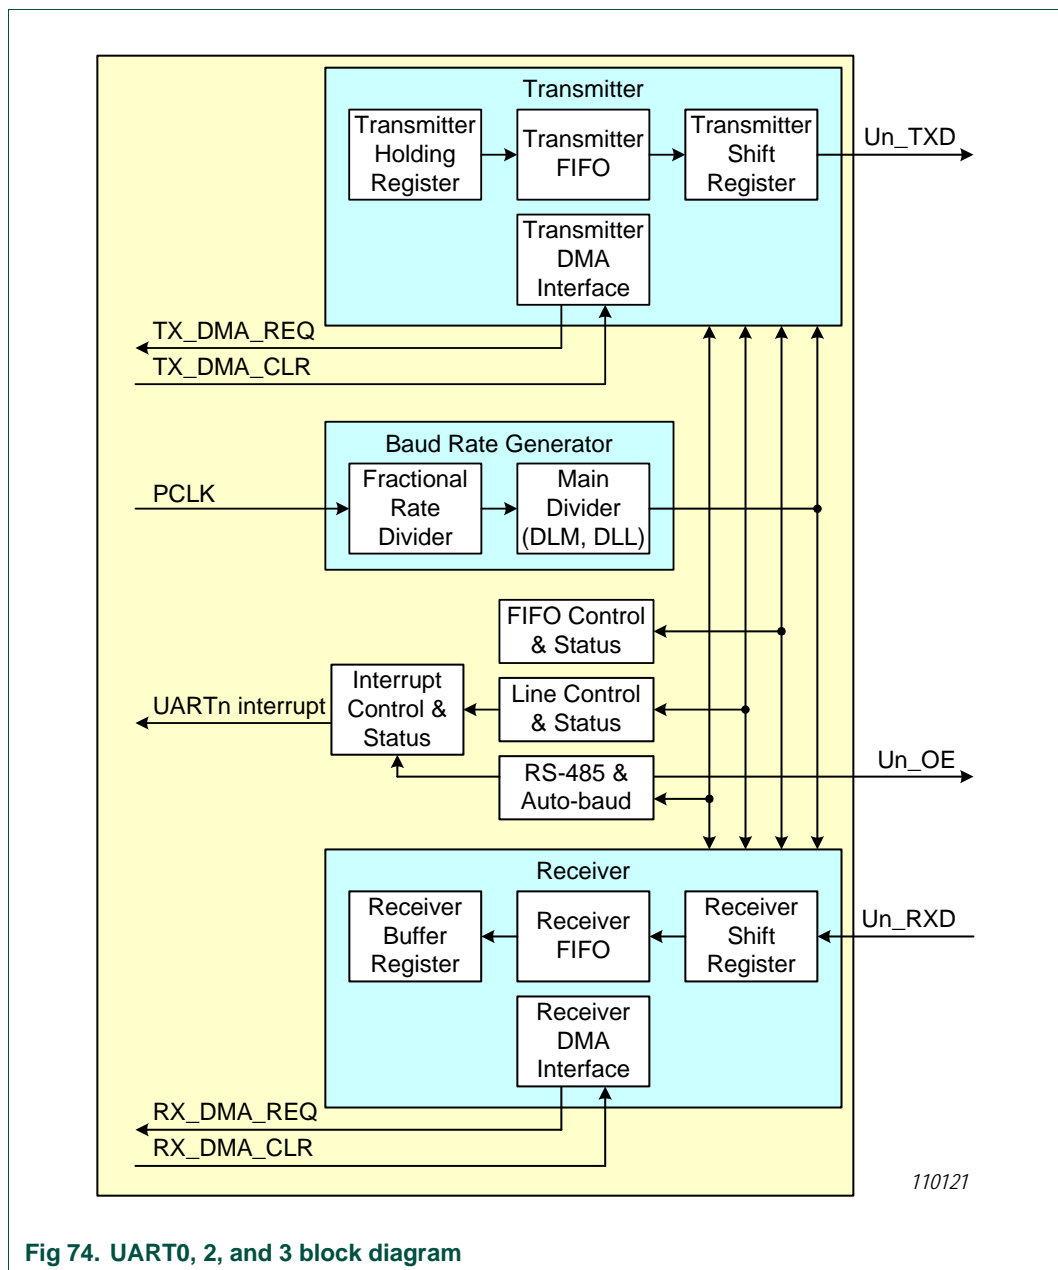 Transmitter
Transmitter
Holding
Register
Transmitter
FIFO
Transmitter
Shift
Register
Un_TXD
Transmitter
DMA
Interface
TX_DMA_REQ
TX_DMA_CLR
Baud Rate Generator
PCLK
Fractional
Rate
Divider
Main
Divider
(DLM, DLL)
FIFO Control
& Status
UARTn interrupt
Interrupt
Control &
Status
Line Control
& Status
RS-485 &
Auto-baud
Un_OE
Receiver
Receiver
Buffer
Register
Receiver
FIFO
Receiver
Shift
Register
Un_RXD
Receiver
DMA
Interface
RX_DMA_REQ
RX_DMA_CLR
110121
Fig 74. UART0, 2, and 3 block diagram